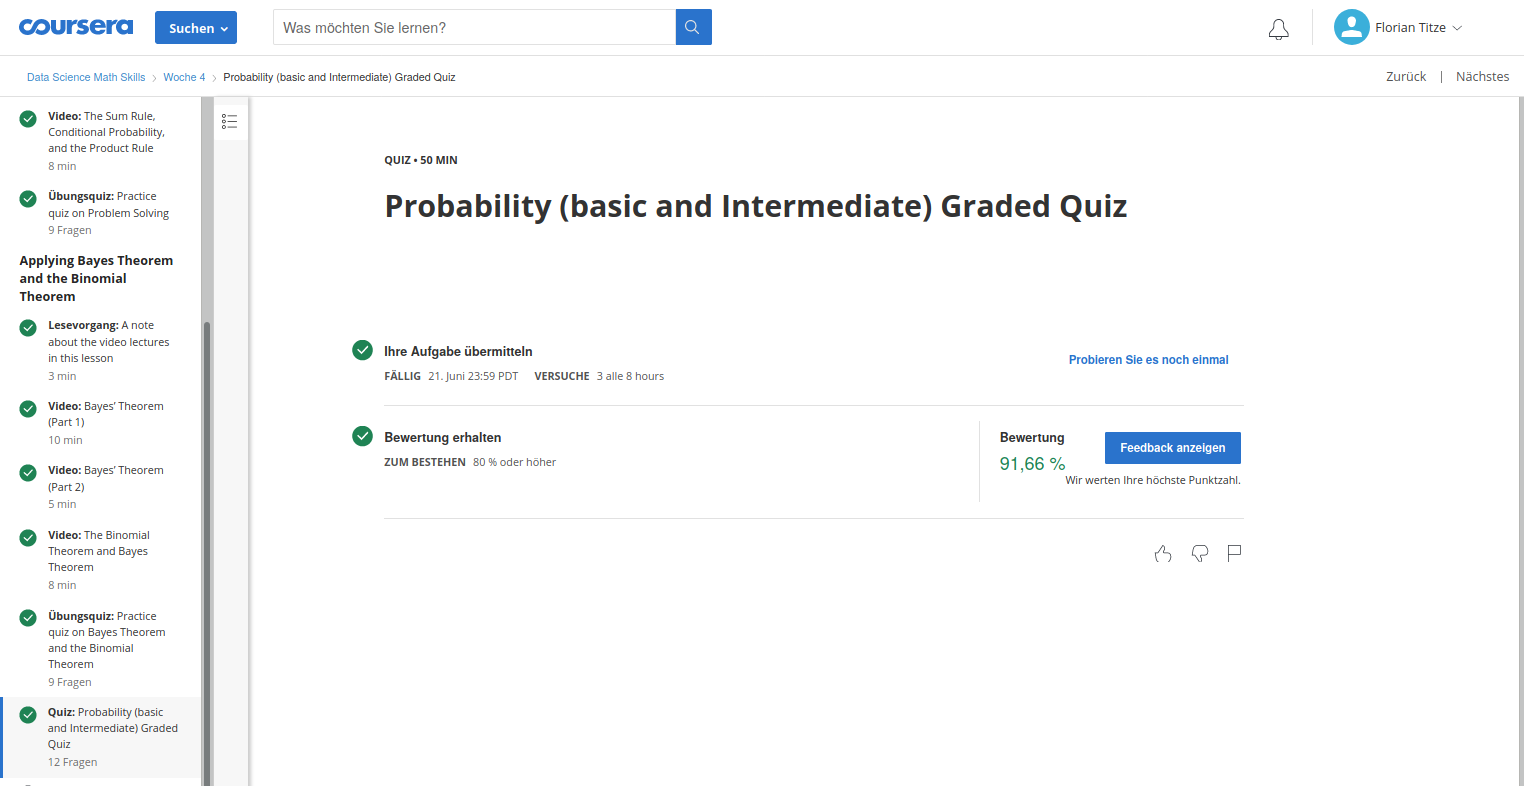 coursera
Suchen
Was möchten Sie lernen?
Florian Titze
Data Science Math Skills
Woche 4
Probability (basic and Intermediate) Graded Quiz
Zurück | Nächstes
Video: The Sum Rule,
Conditional Probability,
and the Product Rule
8 min
Übungsquiz: Practice
quiz on Problem Solving
9 Fragen
Applying Bayes Theorem
and the Binomial
Theorem
Lesevorgang: A note
about the video lectures
in this lesson
3 min
Video: Bayes’ Theorem
(Part 1)
10 min
Video: Bayes’ Theorem
(Part 2)
5 min
Video: The Binomial
Theorem and Bayes
Theorem
8 min
Übungsquiz: Practice
quiz on Bayes Theorem
and the Binomial
Theorem
9 Fragen
Quiz: Probability (basic
and Intermediate) Graded
Quiz
12 Fragen
QUIZ • 50 MIN
Probability (basic and Intermediate) Graded Quiz
Ihre Aufgabe übermitteln
FÄLLIG 21. Juni 23:59 PDT VERSUCHE 3 alle 8 hours
Probieren Sie es noch einmal
Bewertung erhalten
ZUM BESTEHEN 80 % oder höher
Bewertung
91,66 %
Feedback anzeigen
Wir werten Ihre höchste Punktzahl.